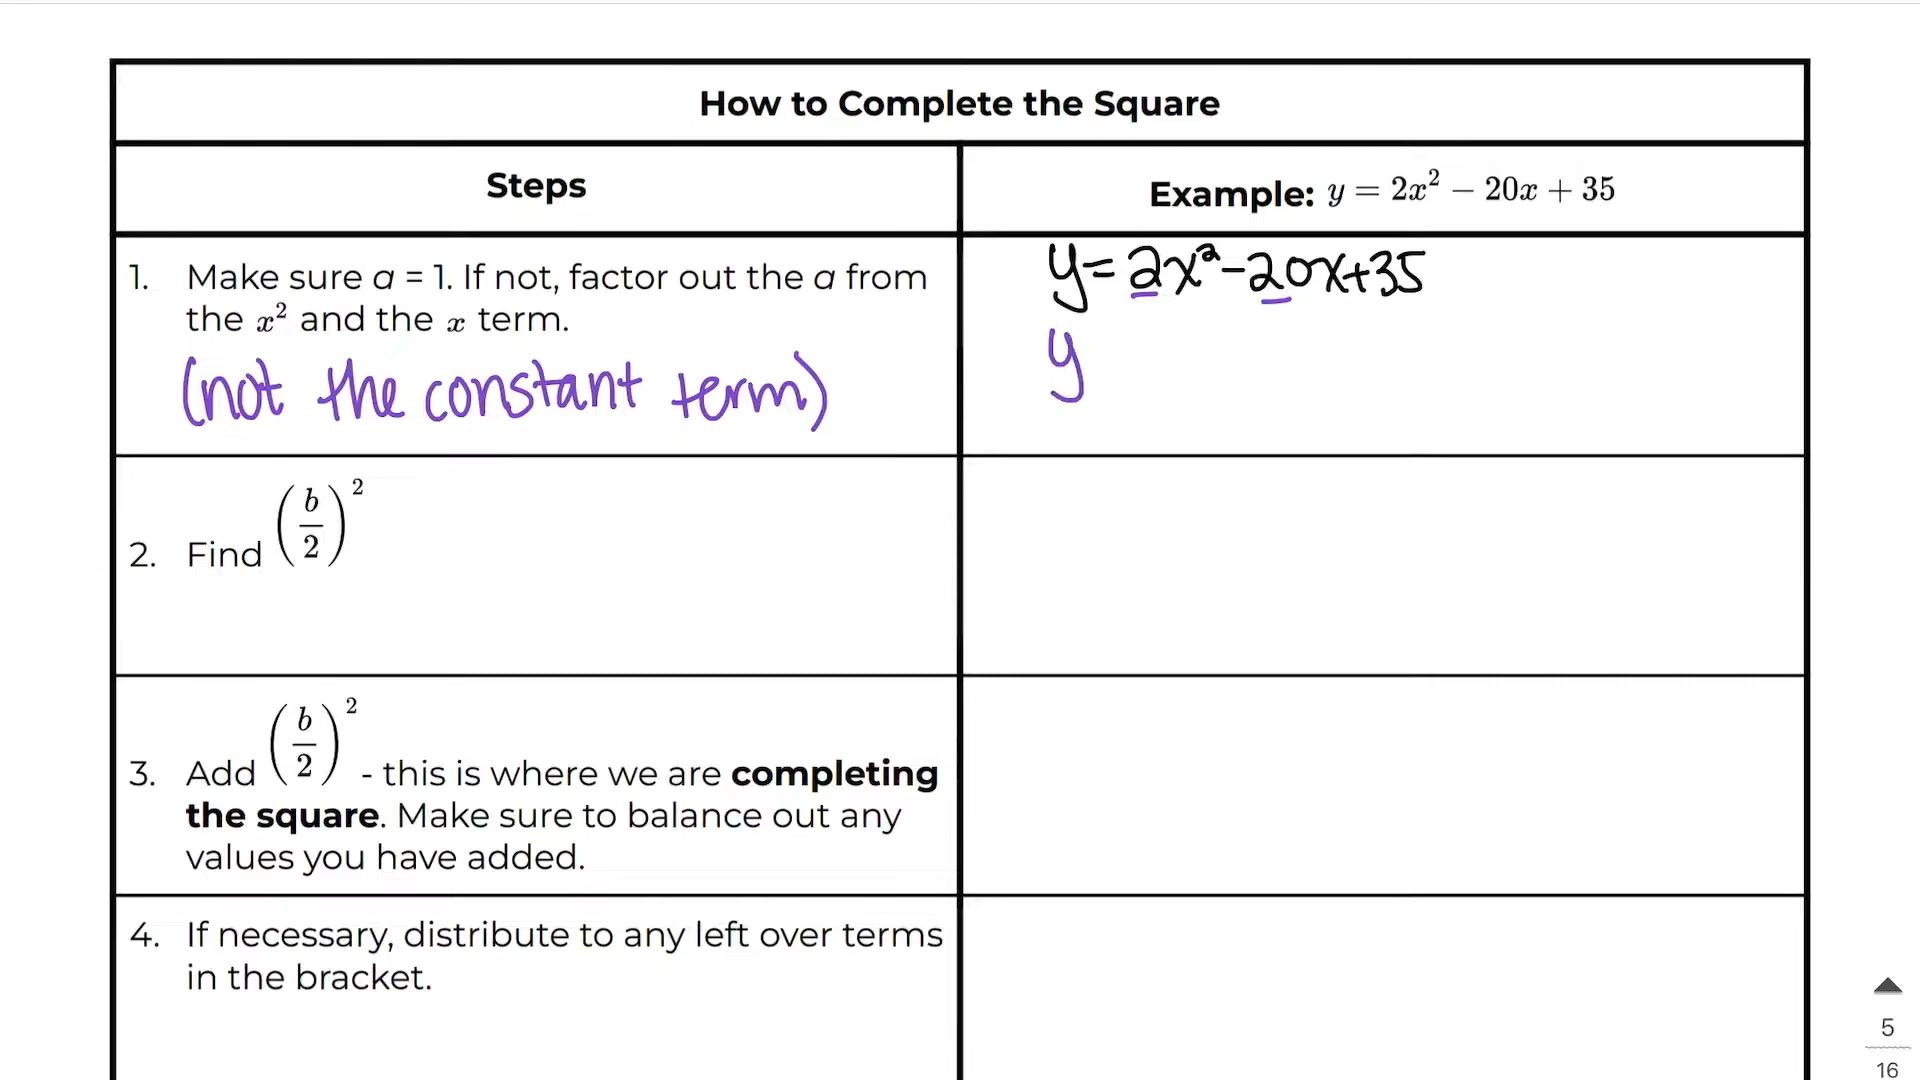 How to Complete the Square
Steps
Example: y = 2x² − 20x + 35
1. Make sure a = 1. If not, factor out the a from
the x² and the x term.
(not the constant term)
y=2x²-20x+35
y
2. Find (b/2)²
3. Add (b/2)² - this is where we are completing
the square. Make sure to balance out any
values you have added.
4. If necessary, distribute to any left over terms
in the bracket.
5
16